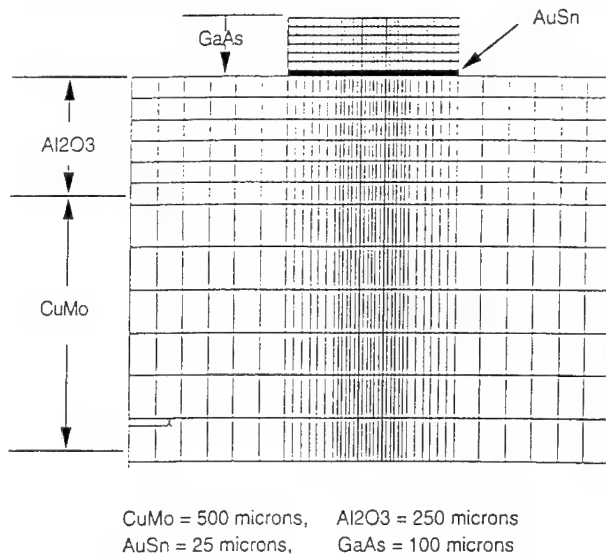 GaAs
AuSn
Al2O3
CuMo
CuMo = 500 microns, Al2O3 = 250 microns
AuSn = 25 microns, GaAs = 100 microns